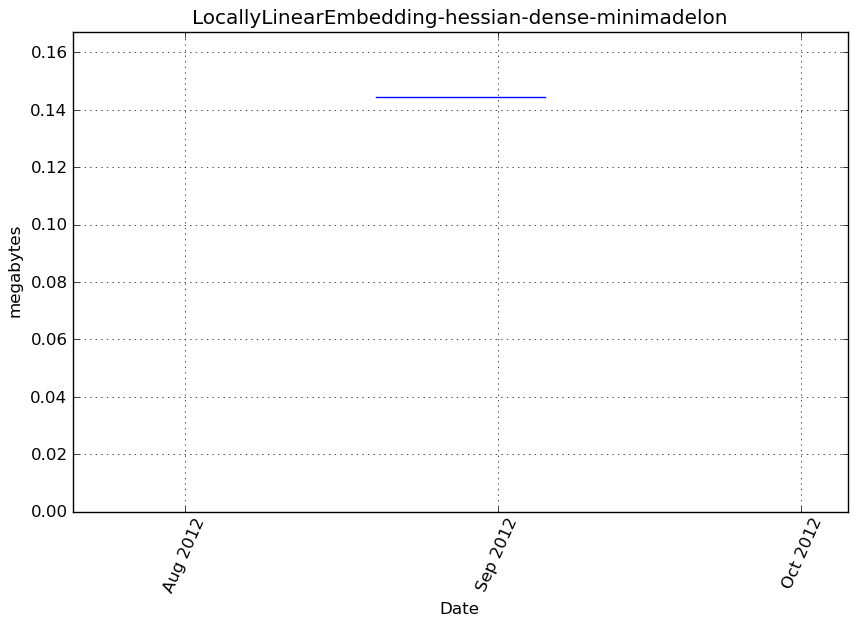 LocallyLinearEmbedding-hessian-dense-minimadelon
0.16
0.14
0.12
0.10
0.08
0.06
0.04
0.02
0.00
megabytes
Aug 2012
Sep 2012
Oct 2012
Date